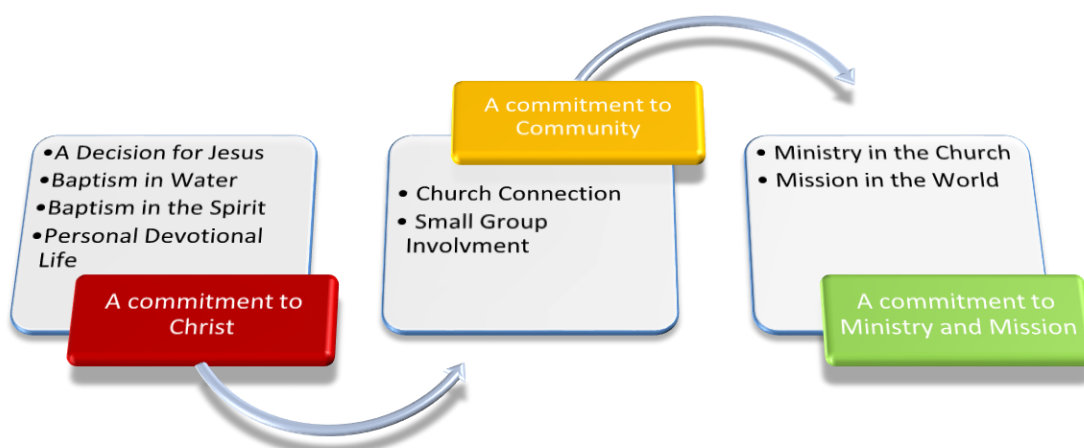 •A Decision for Jesus
•Baptism in Water
•Baptism in the Spirit
•Personal Devotional
Life
A commitment to
Christ
A commitment to
Community
• Church Connection
• Small Group
Involvment
• Ministry in the Church
• Mission in the World
A commitment to
Ministry and Mission